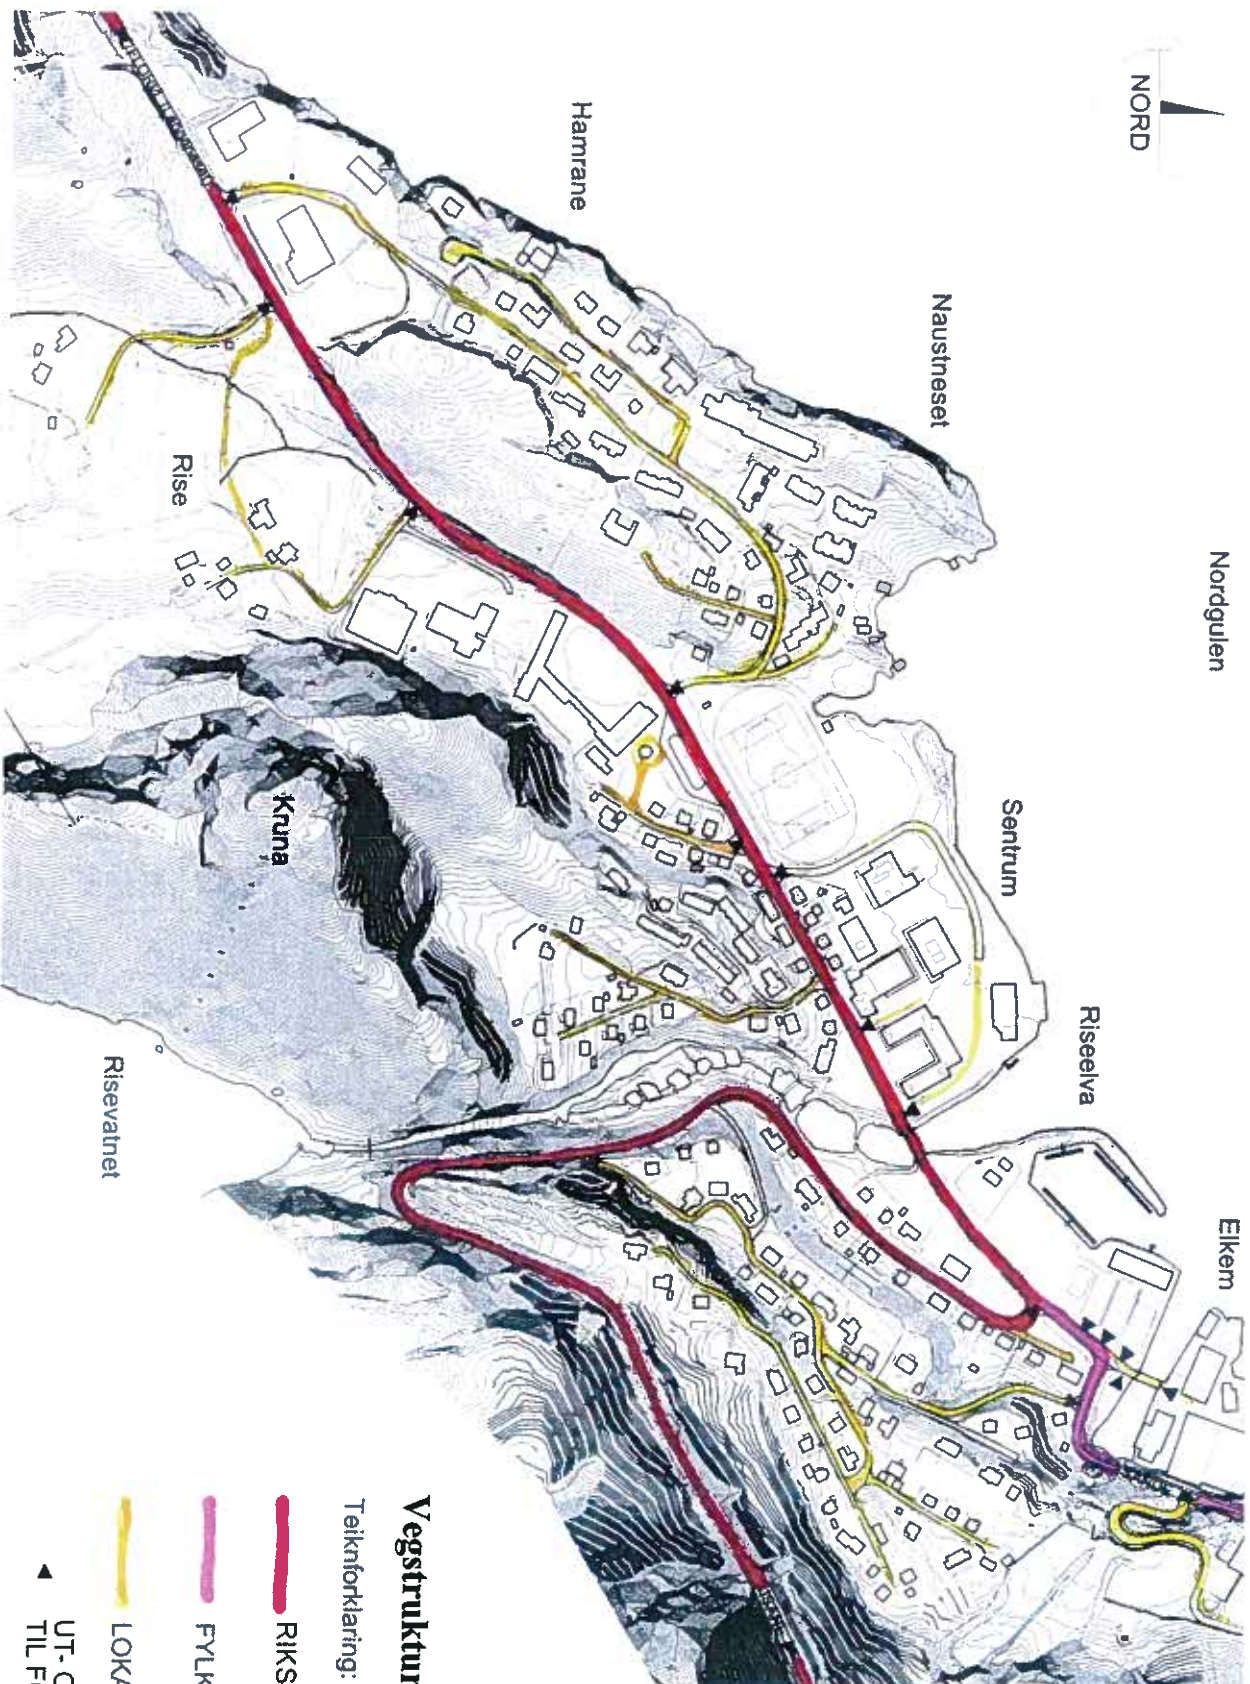 NORD
Nordgulen
Hamrane
Naustneset
Sentrum
Riseelva
Elkem
Rise
Kruna
Risevatnet
Vegstruktur
Teiknforklaring:
RIKS
FYLK
LOKA
UT- O
TIL F